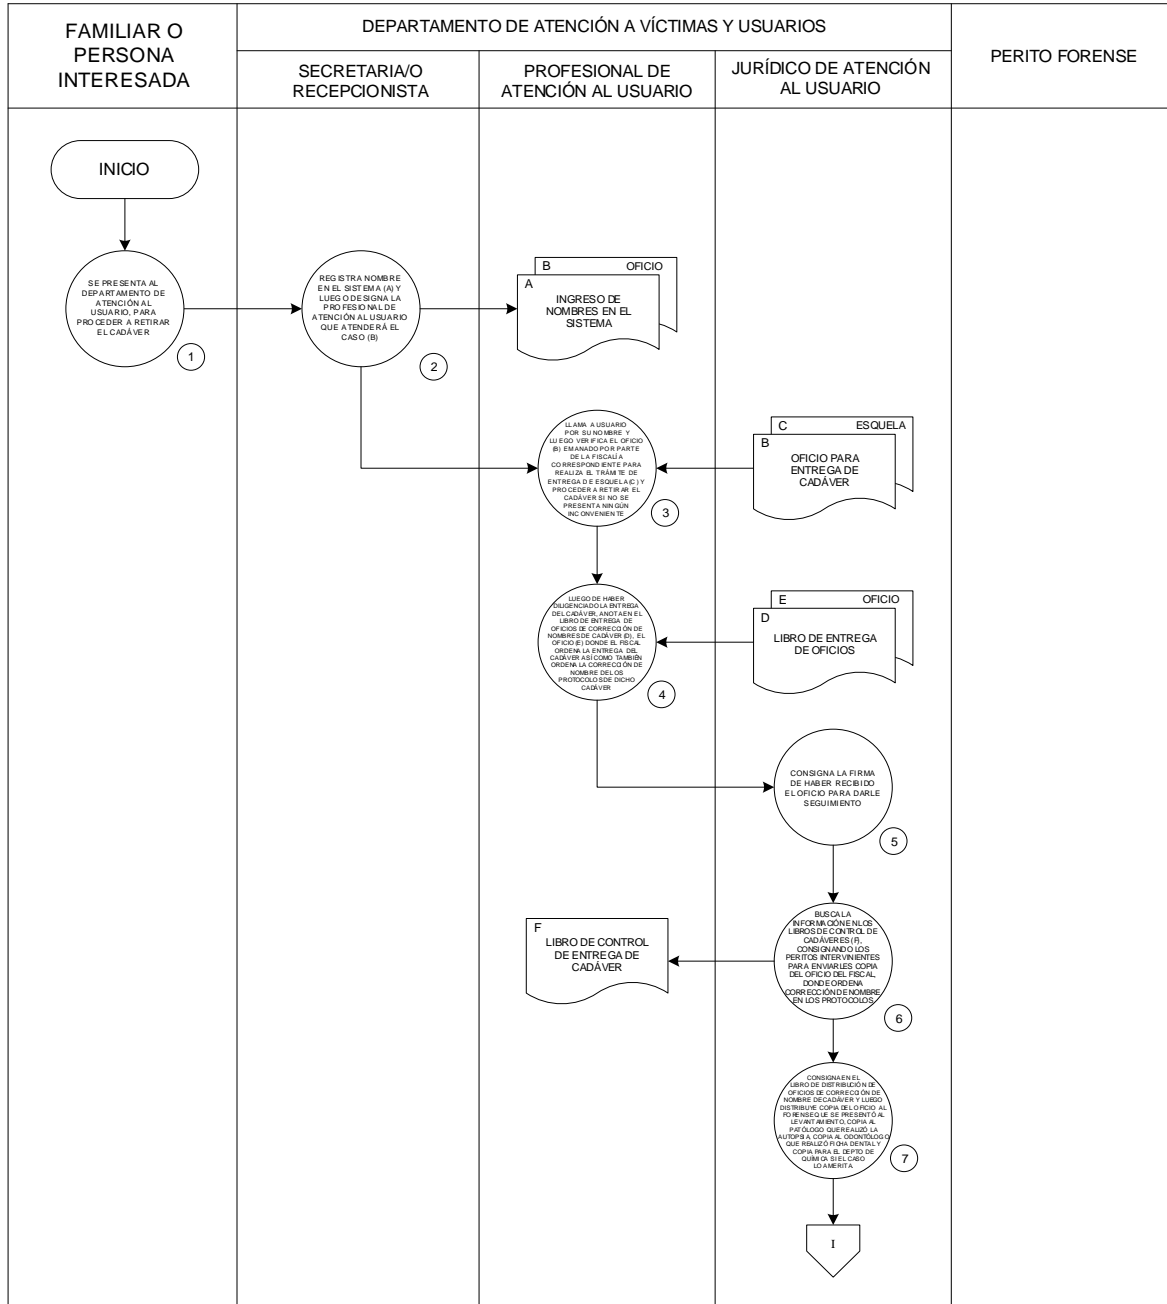 FAMILIAR O
PERSONA
INTERESADA
DEPARTAMENTO DE ATENCIÓN A VÍCTIMAS Y USUARIOS
SECRETARIA/O
RECEPCIONISTA
PROFESIONAL DE
ATENCIÓN AL USUARIO
JURÍDICO DE ATENCIÓN
AL USUARIO
PERITO FORENSE
INICIO
SE PRESENTA AL
DEPARTAMENTO DE
ATENCIÓN AL
USUARIO, PARA
PROCEDER A RETIRAR
EL CADÁVER
1
REGISTRA NOMBRE
EN EL SISTEMA (A) Y
LUEGO DESIGNA LA
PROFESIONAL DE
ATENCIÓN AL USUARIO
QUE ATENDERÁ EL
CASO (B)
2
B OFICIO
A
INGRESO DE
NOMBRES EN EL
SISTEMA
LLAMA A USUARIO
POR SU NOMBRE Y
LUEGO VERIFICA EL OFICIO
(B) EMANADO POR PARTE
DE LA FISCALÍA
CORRESPONDIENTE PARA
REALIZA EL TRÁMITE DE
ENTREGA DE ESQUELA (C) Y
PROCEDER A RETIRAR EL
CADÁVER SI NO SE
PRESENTA NINGÚN
INCONVENIENTE
3
C ESQUELA
B
OFICIO PARA
ENTREGA DE
CADÁVER
LUEGO DE HABER
DILIGENCIADO LA ENTREGA
DEL CADÁVER, ANOTA EN EL
LIBRO DE ENTREGA DE
OFICIOS DE CORRECCIÓN DE
NOMBRES DE CADÁVER (D), EL
OFICIO (E) DONDE EL FISCAL
ORDENA LA ENTREGA DEL
CADÁVER ASÍ COMO TAMBIÉN
ORDENA LA CORRECCIÓN DE
NOMBRE DE LOS
PROTOCOLOS DE DICHO
CADÁVER
4
E OFICIO
D
LIBRO DE ENTREGA
DE OFICIOS
CONSIGNA LA FIRMA
DE HABER RECIBIDO
EL OFICIO PARA DARLE
SEGUIMIENTO
5
BUSCA LA
INFORMACIÓN EN LOS
LIBROS DE CONTROL DE
CADÁVERES (F),
CONSIGNANDO LOS
PERITOS INTERVINIENTES
PARA ENVIARLES COPIA
DEL OFICIO DEL FISCAL,
DONDE ORDENA
CORRECCIÓN DE NOMBRE
EN LOS PROTOCOLOS
6
F
LIBRO DE CONTROL
DE ENTREGA DE
CADÁVER
CONSIGNA EN EL
LIBRO DE DISTRIBUCIÓN DE
OFICIOS DE CORRECCIÓN DE
NOMBRE DE CADÁVER Y LUEGO
DISTRIBUYE COPIA DEL OFICIO AL
FORENSE QUE SE PRESENTÓ AL
LEVANTAMIENTO, COPIA AL
PATÓLOGO QUE REALIZÓ LA
AUTOPSIA, COPIA AL ODONTÓLOGO
QUE REALIZÓ FICHA DENTAL Y
COPIA PARA EL DEPTO DE
QUÍMICA SI EL CASO
LO AMERITA.
7
I